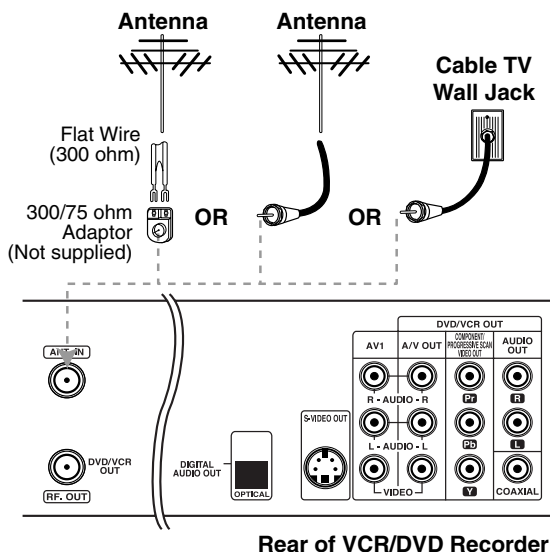 Antenna
Antenna
Cable TV
Wall Jack
Flat Wire
(300 ohm)
300/75 ohm
Adaptor
(Not supplied)
OR
OR
DVD/VCR OUT
AV1
A/V OUT
COMPONENT/
PROGRESSIVE SCAN
VIDEO OUT
AUDIO
OUT
ANT. IN
R - AUDIO - R
Pr
R
S-VIDEO OUT
L - AUDIO - L
Pb
L
DVD/VCR
OUT
DIGITAL
AUDIO OUT
RF. OUT
OPTICAL
VIDEO
Y
COAXIAL
Rear of VCR/DVD Recorder